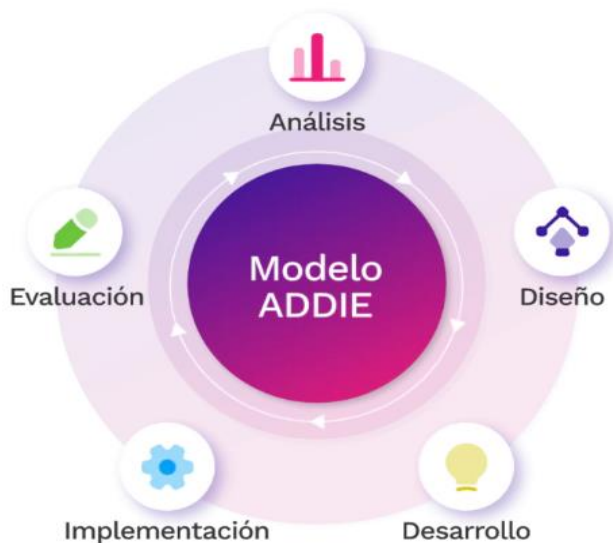 Análisis
Modelo
ADDIE
Evaluación
Diseño
Implementación
Desarrollo